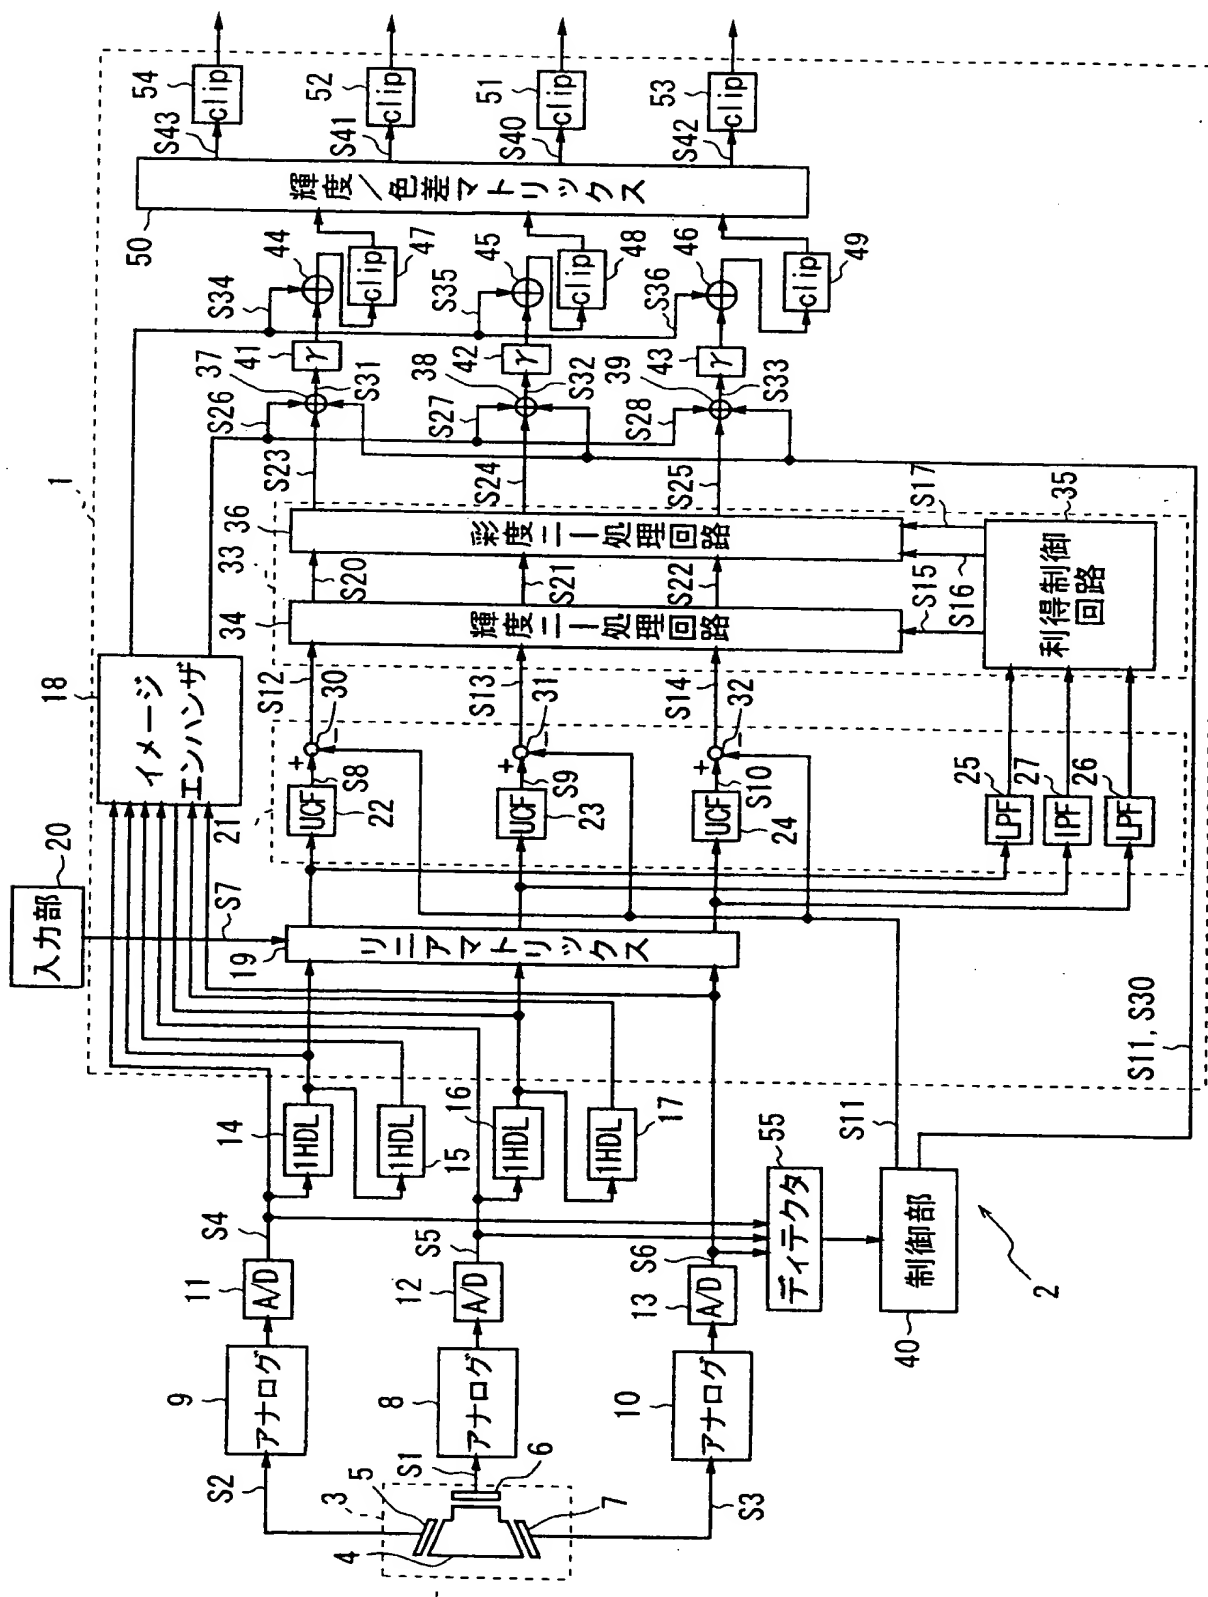 1
2
3
4
5
6
7
S1
S2
S3
アナログ
8
アナログ
9
アナログ
10
A/D
11
A/D
12
A/D
13
S4
S5
S6
1HDL
14
1HDL
15
1HDL
16
1HDL
17
ディテクタ
55
制御部
40
S11
S11, S30
入力部
20
S7
イメージ
エンハンザ
18
リニアマトリックス
19
21
UCF
22
UCF
23
UCF
24
S8
S9
S10
+
−
+
−
+
−
30
31
32
LPF
25
LPF
27
LPF
26
S12
S13
S14
33
輝度ニー処理回路
34
S20
S21
S22
彩度ニー処理回路
36
S15
S16
S17
利得制御
回路
35
S23
S24
S25
S26
S27
S28
37
38
39
S31
S32
S33
γ
41
γ
42
γ
43
S34
S35
S36
44
45
46
clip
47
clip
48
clip
49
輝度/色差マトリックス
50
S43
S41
S40
S42
clip
54
clip
52
clip
51
clip
53